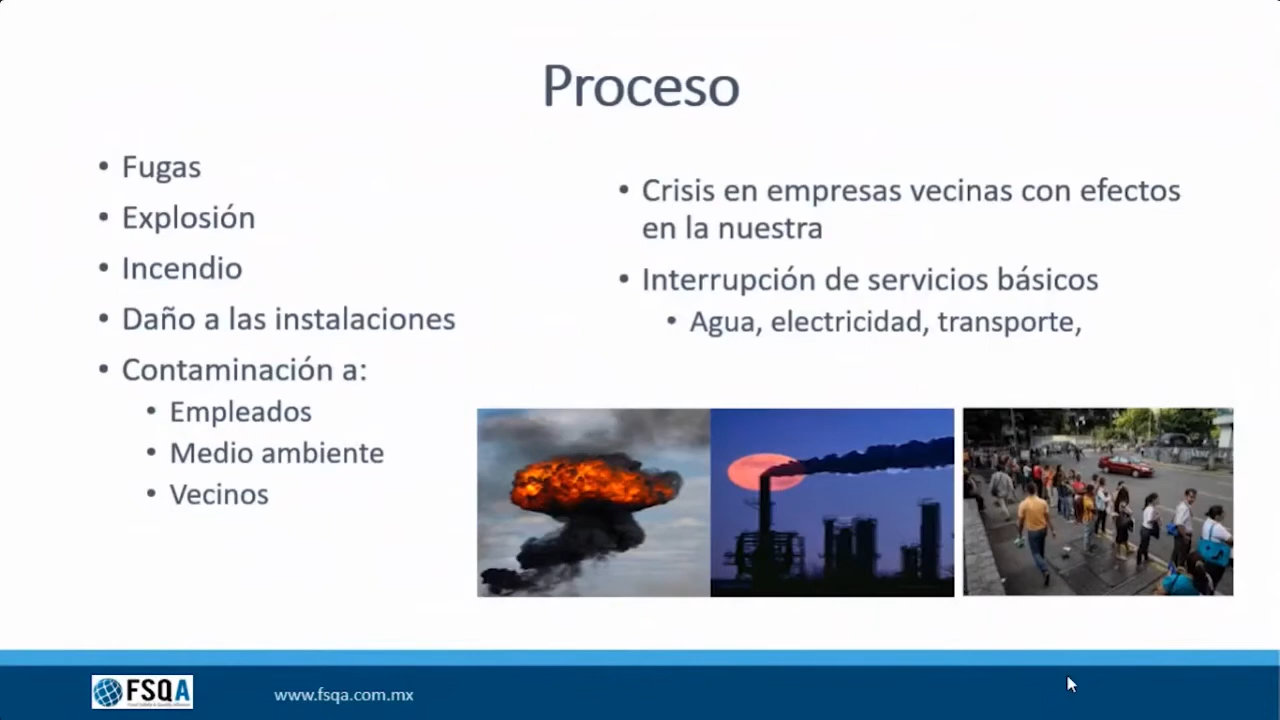 Proceso
• Fugas
• Explosión
• Incendio
• Daño a las instalaciones
• Contaminación a:
• Empleados
• Medio ambiente
• Vecinos
• Crisis en empresas vecinas con efectos
en la nuestra
• Interrupción de servicios básicos
• Agua, electricidad, transporte,
FSQA
www.fsqa.com.mx